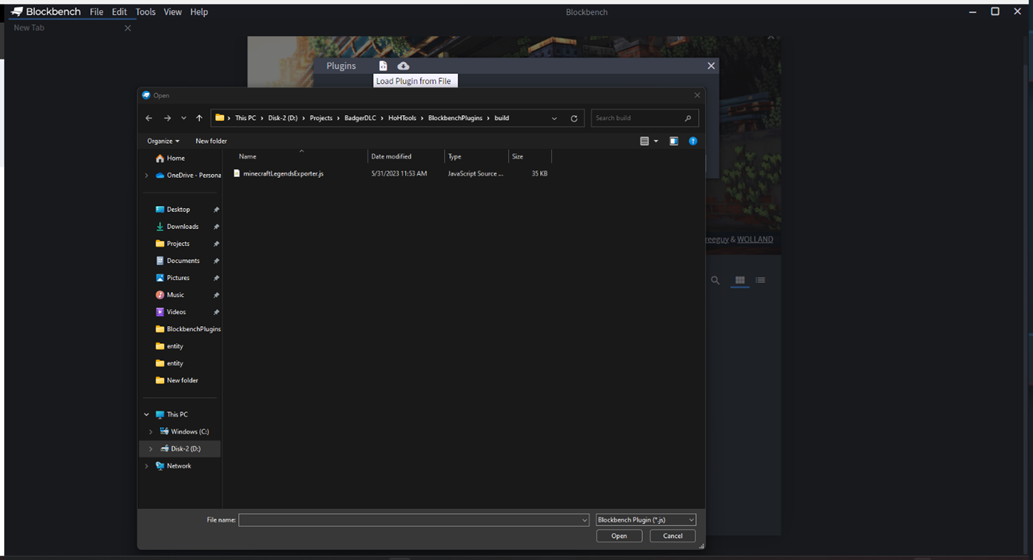 Blockbench File Edit Tools View Help Blockbench
New Tab
Plugins
Load Plugin from File
Open
This PC > Disk-2 (D:) > Projects > BadgerDLC > HoHTools > BlockbenchPlugins > build
Search build
Organize New folder
Name Date modified Type Size
minecraftLegendsExporter.js 5/31/2023 11:53 AM JavaScript Source ... 35 KB
Home
OneDrive - Persona
Desktop
Downloads
Projects
Documents
Pictures
Music
Videos
BlockbenchPlugins
entity
entity
New folder
This PC
Windows (C:)
Disk-2 (D:)
Network
reeguy & WOLLAND
File name: Blockbench Plugin (*.js)
Open Cancel